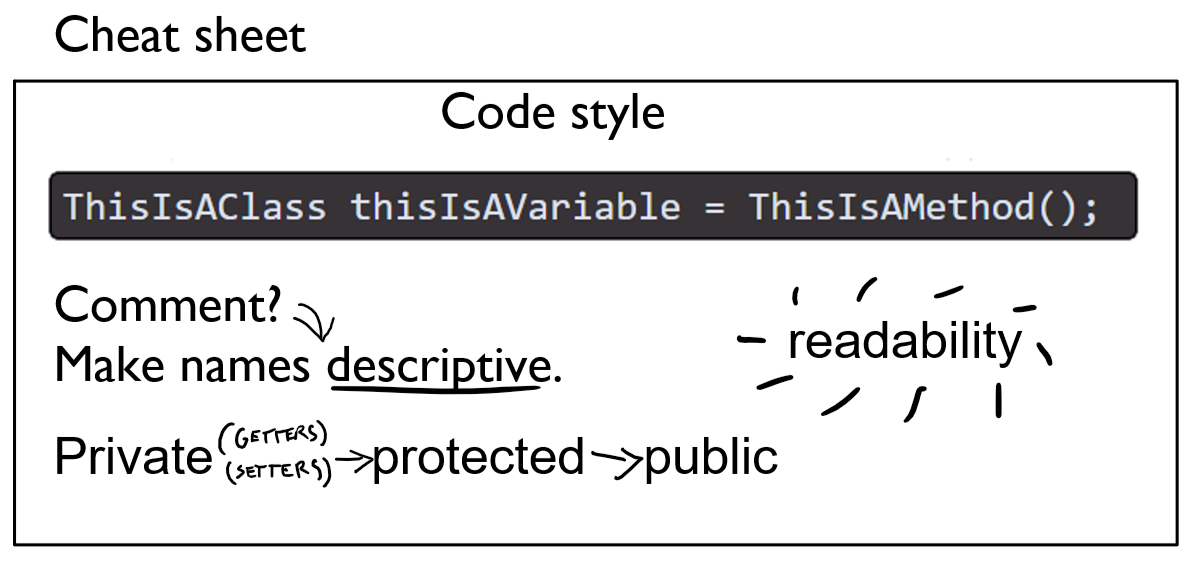 Cheat sheet
Code style
ThisIsAClass thisIsAVariable = ThisIsAMethod();
Comment?
Make names descriptive.
readability
Private (GETTERS) (SETTERS) → protected → public